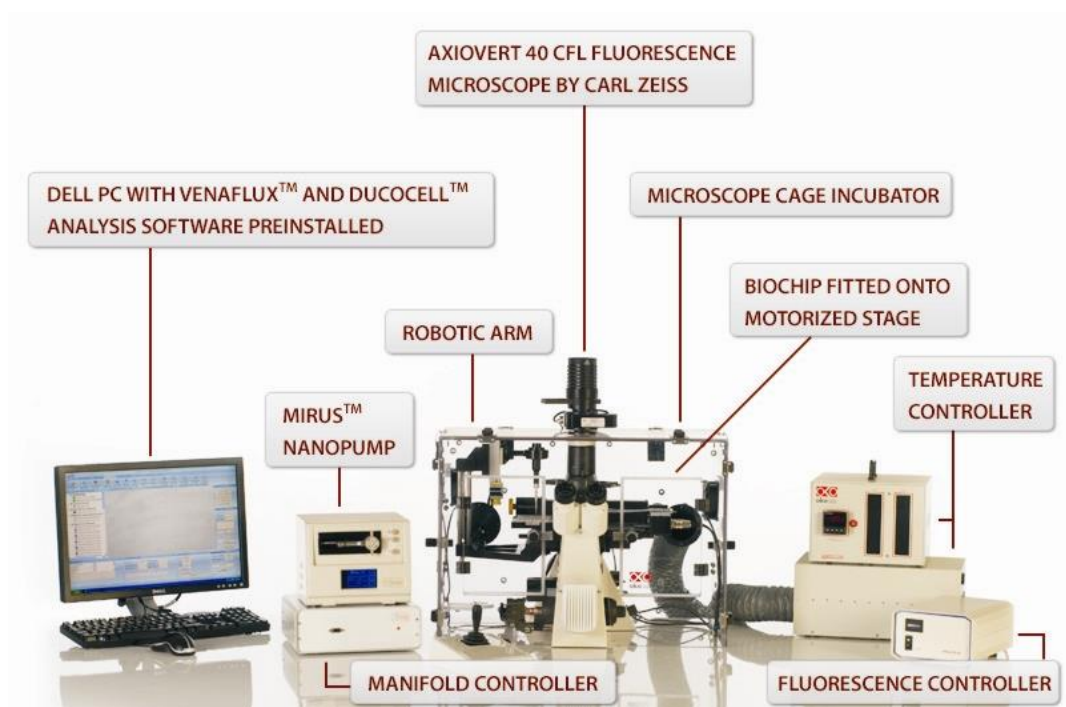 AXIOVERT 40 CFL FLUORESCENCE
MICROSCOPE BY CARL ZEISS
DELL PC WITH VENAFLUX™ AND DUCOCELL™
ANALYSIS SOFTWARE PREINSTALLED
MICROSCOPE CAGE INCUBATOR
BIOCHIP FITTED ONTO
MOTORIZED STAGE
ROBOTIC ARM
TEMPERATURE
CONTROLLER
MIRUS™
NANOPUMP
MANIFOLD CONTROLLER
FLUORESCENCE CONTROLLER